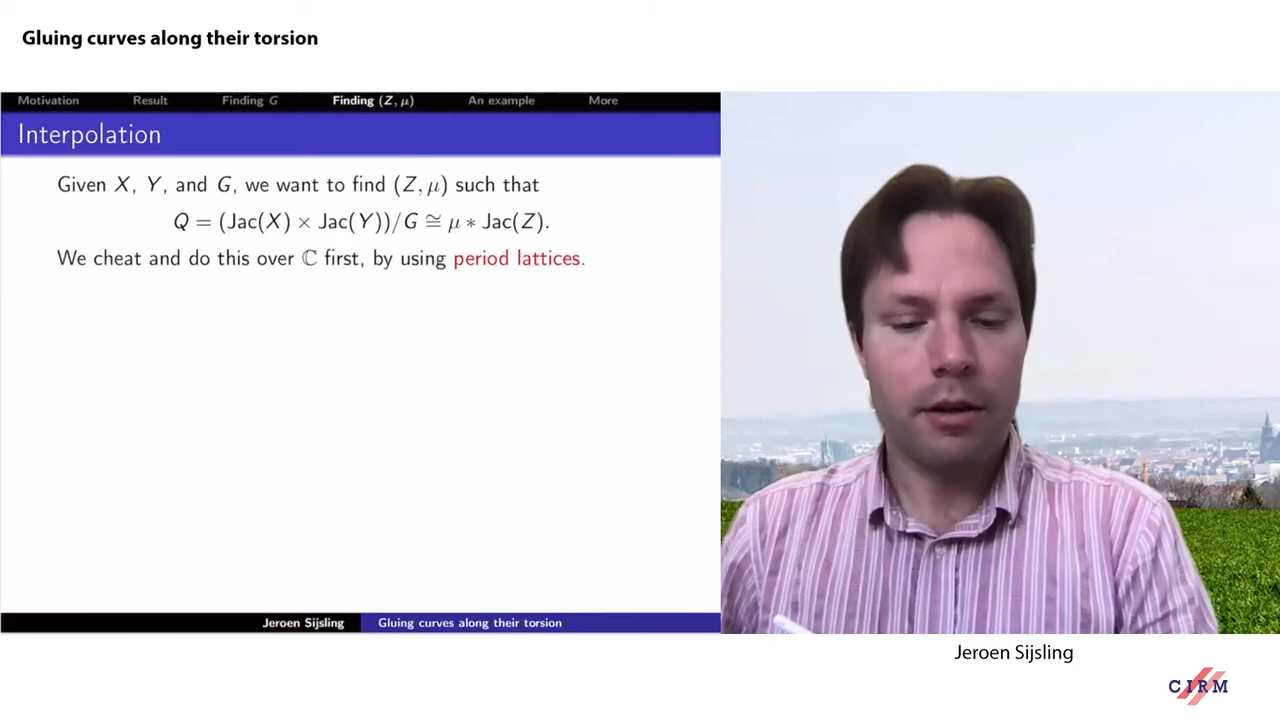 Gluing curves along their torsion
Motivation Result Finding G Finding (Z, μ) An example More
Interpolation
Given X, Y, and G, we want to find (Z, μ) such that
Q = (Jac(X) × Jac(Y))/G ≅ μ ∗ Jac(Z).
We cheat and do this over ℂ first, by using period lattices.
Jeroen Sijsling Gluing curves along their torsion
Jeroen Sijsling
CIRM